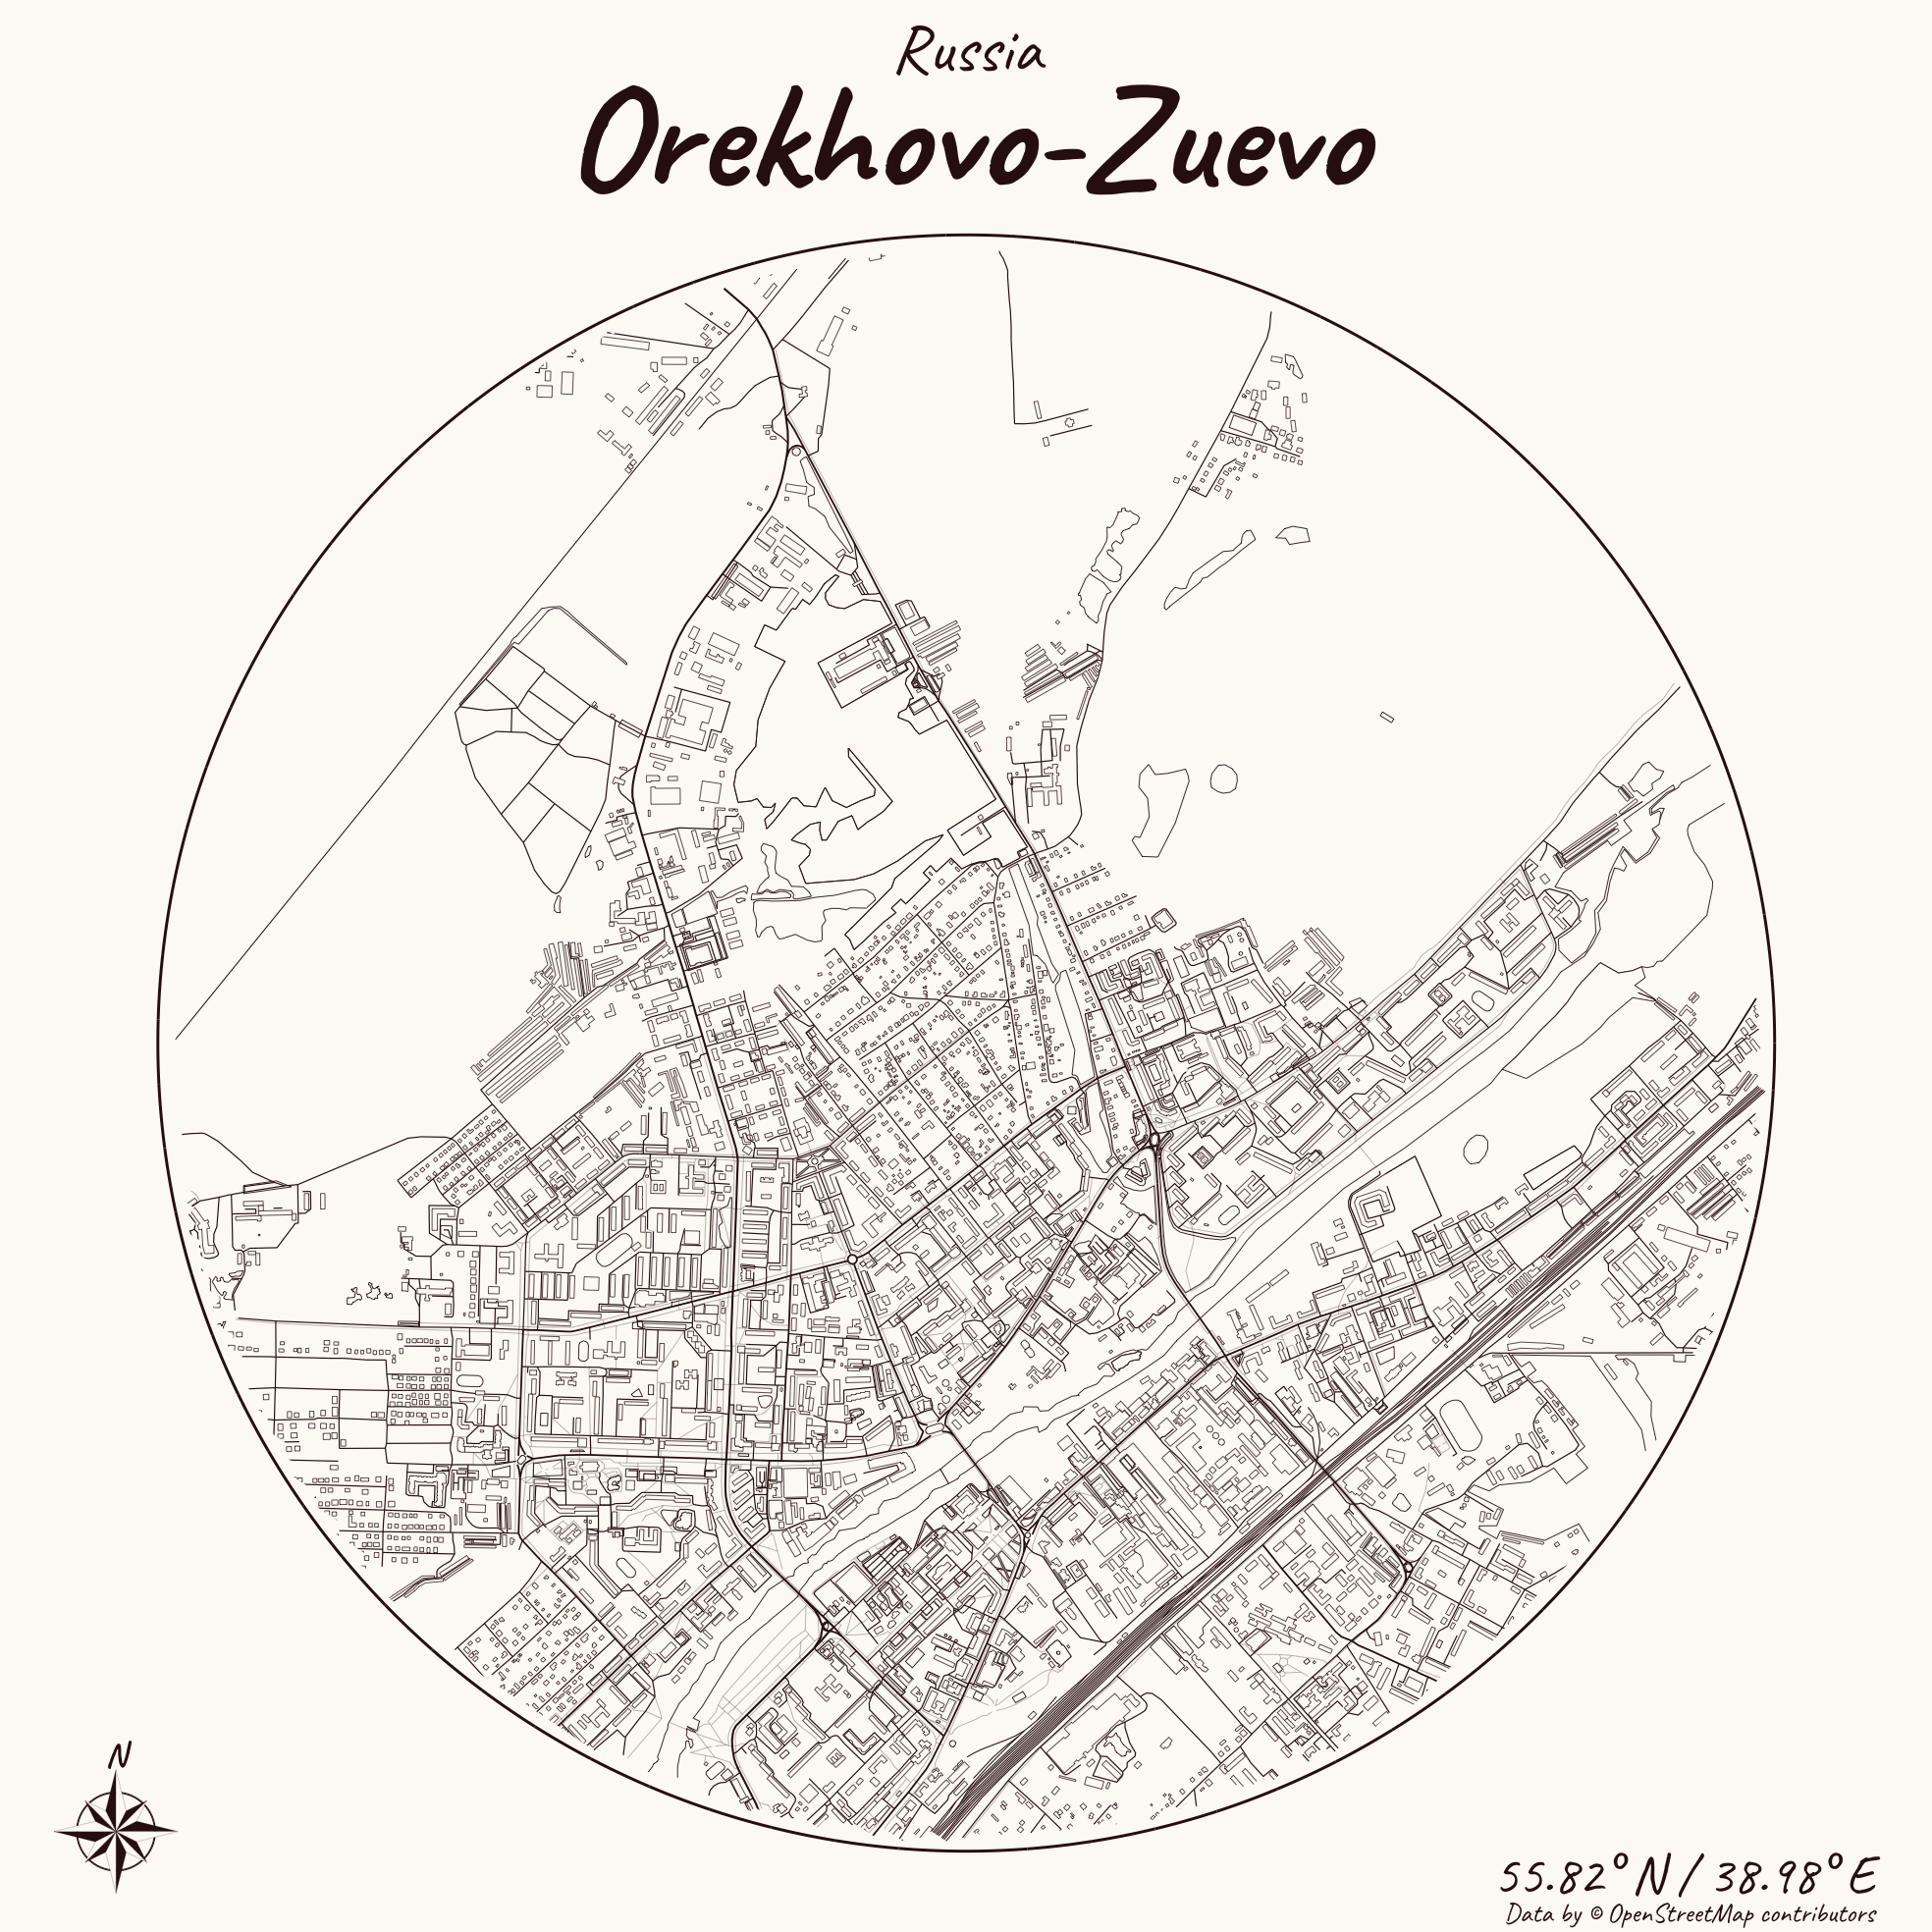 Russia
Orekhovo-Zuevo
N
55.82° N / 38.98° E
Data by © OpenStreetMap contributors